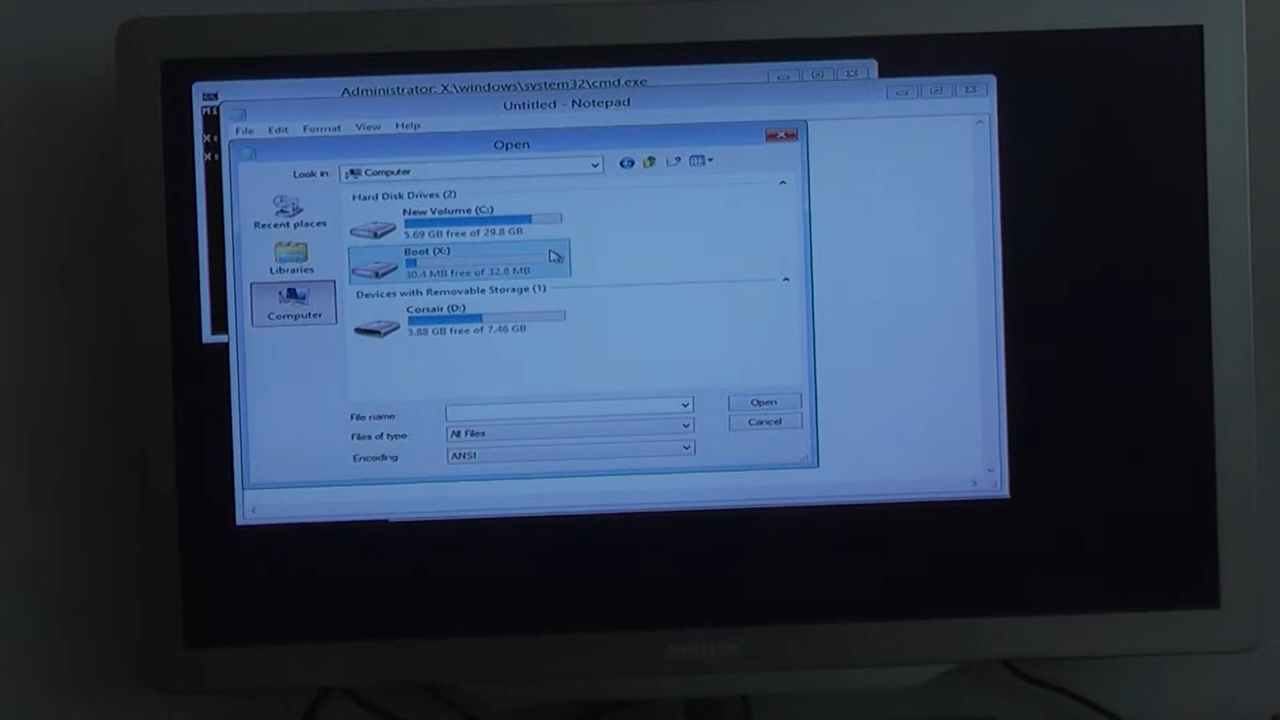 Administrator: X:\windows\system32\cmd.exe
Untitled - Notepad
File Edit Format View Help
Open
Look in: Computer
Hard Disk Drives (2)
New Volume (C:)
5.69 GB free of 29.8 GB
Boot (X:)
30.4 MB free of 32.8 MB
Devices with Removable Storage (1)
Corsair (D:)
3.88 GB free of 7.46 GB
Recent places
Libraries
Computer
File name:
Open
Files of type: All Files
Cancel
Encoding: ANSI